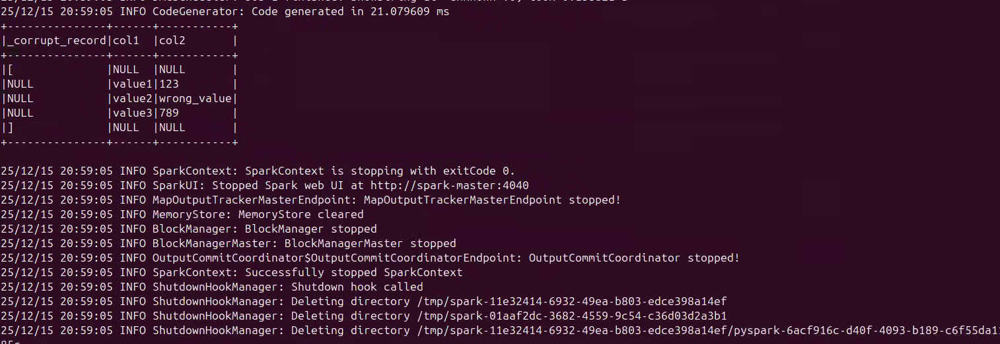 25/12/15 20:59:05 INFO CodeGenerator: Code generated in 21.079609 ms
+---------------+------+-----------+
|_corrupt_record|col1  |col2       |
+---------------+------+-----------+
|[              |NULL  |NULL       |
|NULL           |value1|123        |
|NULL           |value2|wrong_value|
|NULL           |value3|789        |
|]              |NULL  |NULL       |
+---------------+------+-----------+
25/12/15 20:59:05 INFO SparkContext: SparkContext is stopping with exitCode 0.
25/12/15 20:59:05 INFO SparkUI: Stopped Spark web UI at http://spark-master:4040
25/12/15 20:59:05 INFO MapOutputTrackerMasterEndpoint: MapOutputTrackerMasterEndpoint stopped!
25/12/15 20:59:05 INFO MemoryStore: MemoryStore cleared
25/12/15 20:59:05 INFO BlockManager: BlockManager stopped
25/12/15 20:59:05 INFO BlockManagerMaster: BlockManagerMaster stopped
25/12/15 20:59:05 INFO OutputCommitCoordinator$OutputCommitCoordinatorEndpoint: OutputCommitCoordinator stopped!
25/12/15 20:59:05 INFO SparkContext: Successfully stopped SparkContext
25/12/15 20:59:05 INFO ShutdownHookManager: Shutdown hook called
25/12/15 20:59:05 INFO ShutdownHookManager: Deleting directory /tmp/spark-11e32414-6932-49ea-b803-edce398a14ef
25/12/15 20:59:05 INFO ShutdownHookManager: Deleting directory /tmp/spark-01aaf2dc-3682-4559-9c54-c36d03d2a3b1
25/12/15 20:59:05 INFO ShutdownHookManager: Deleting directory /tmp/spark-11e32414-6932-49ea-b803-edce398a14ef/pyspark-6acf916c-d40f-4093-b189-c6f55da1